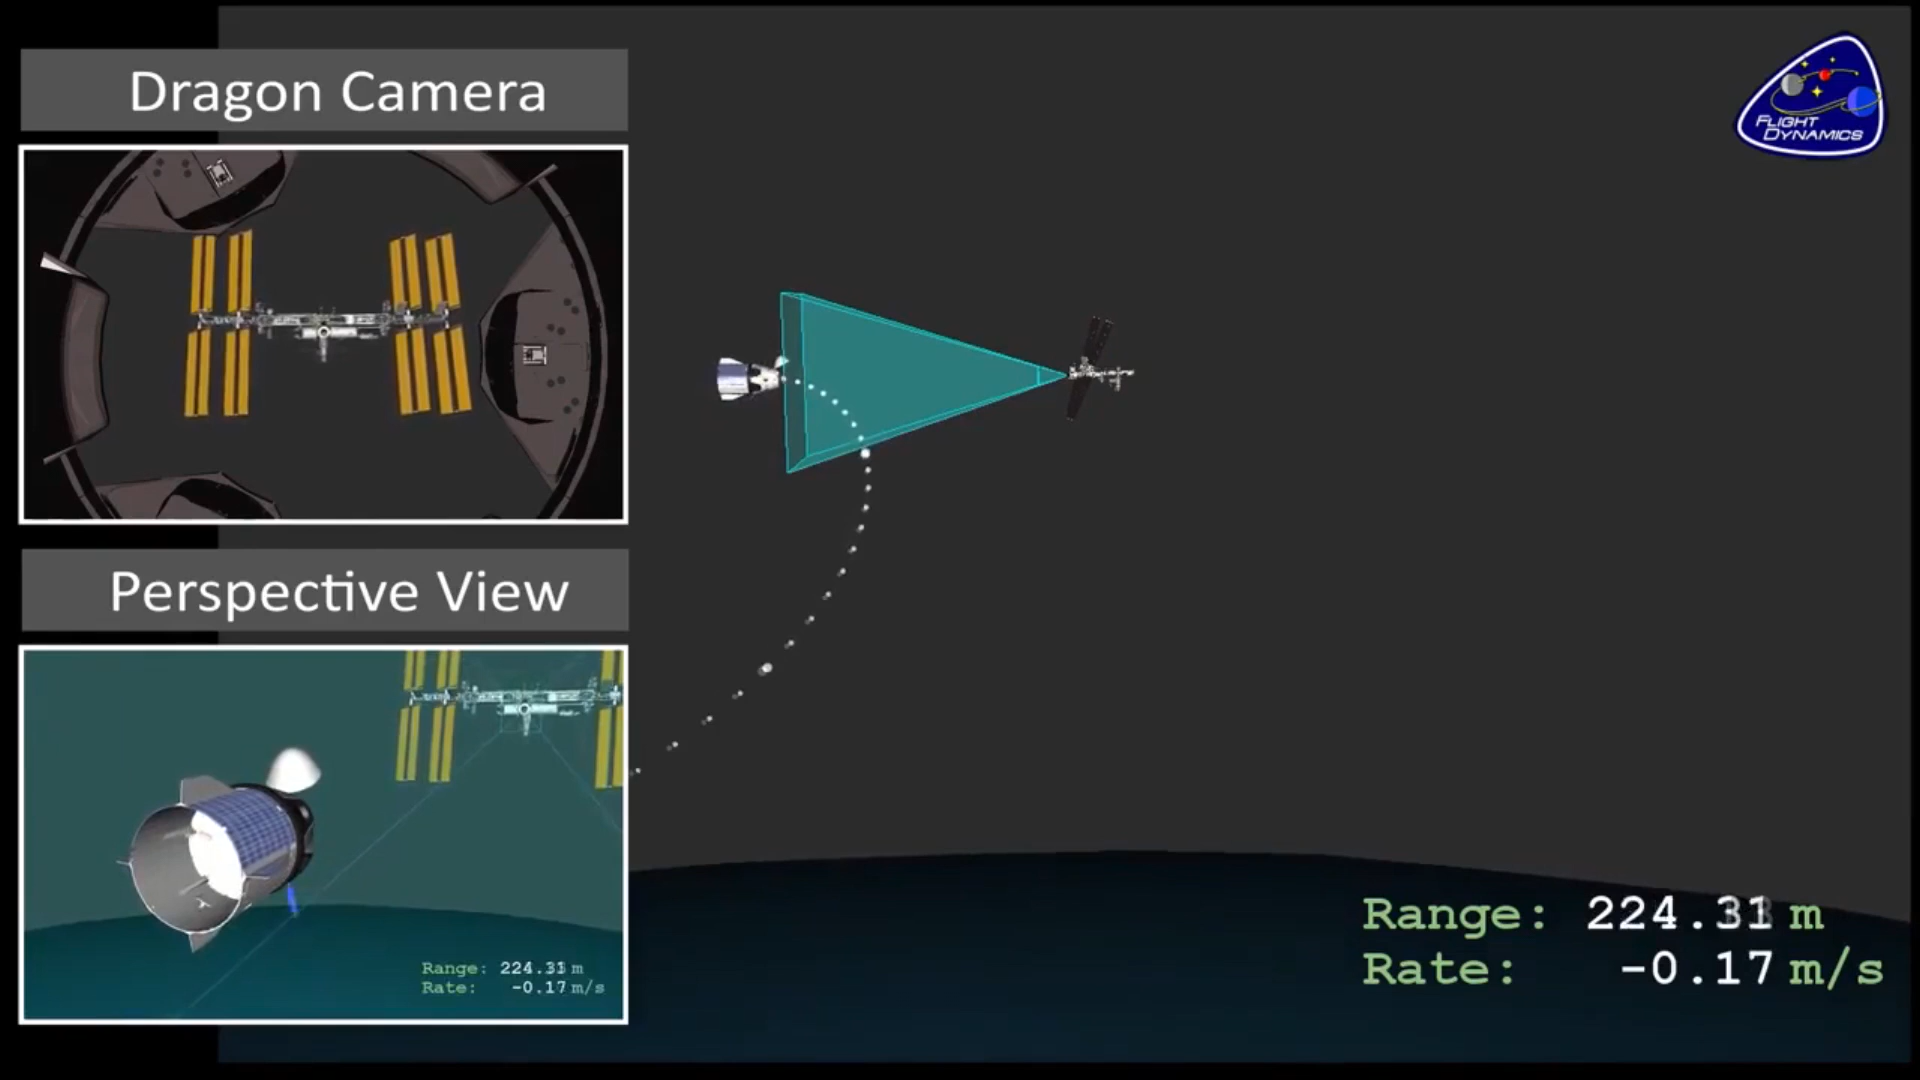 Dragon Camera
FLIGHT
DYNAMICS
Perspective View
Range: 224.31 m
Rate: -0.17 m/s
Range: 224.31 m
Rate: -0.17 m/s